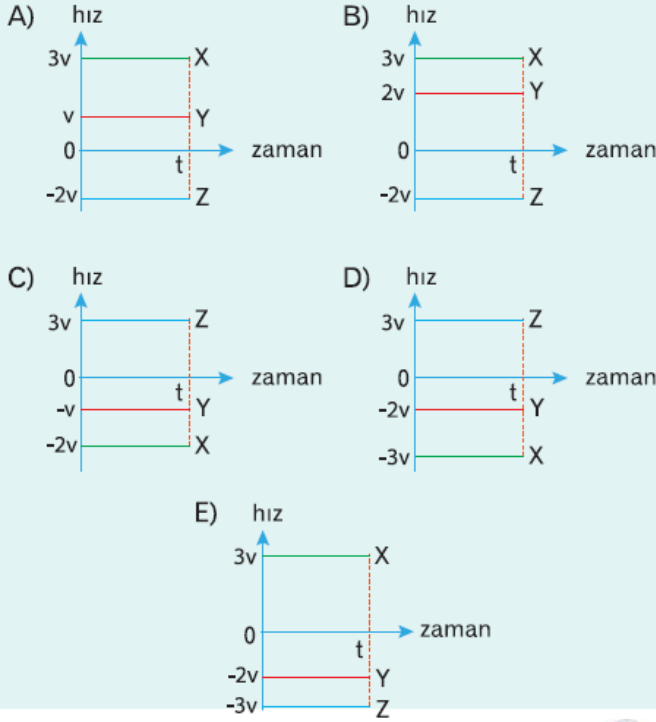 A) hız
3v X
v Y
0 t zaman
-2v Z
B) hız
3v X
2v Y
0 t zaman
-2v Z
C) hız
3v Z
0 t zaman
-v Y
-2v X
D) hız
3v Z
0 t zaman
-2v Y
-3v X
E) hız
3v X
0 t zaman
-2v Y
-3v Z